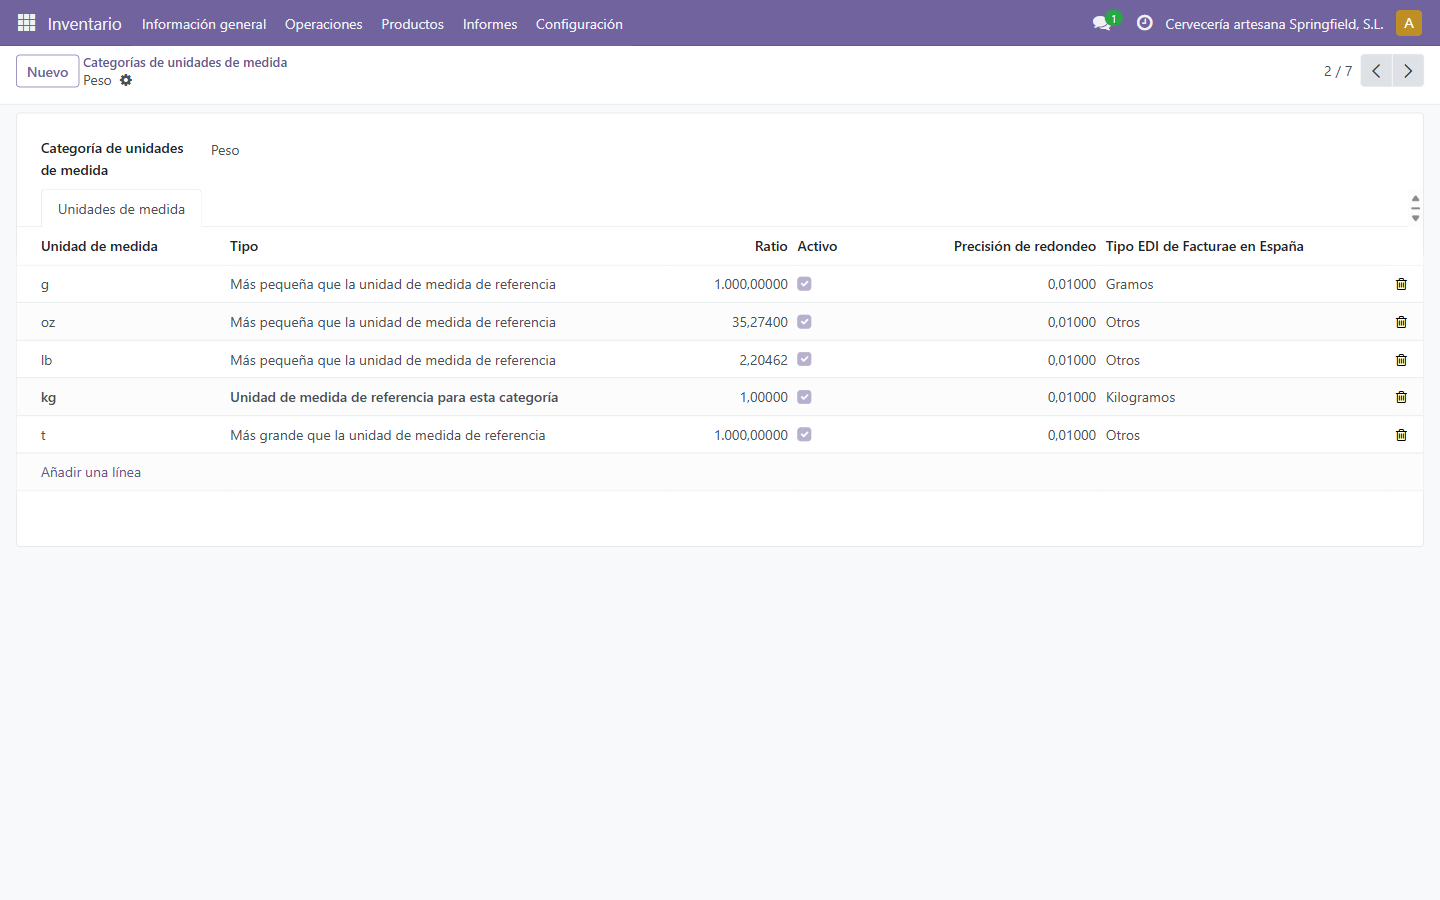 Inventario
Información general
Operaciones
Productos
Informes
Configuración
1
Cervecería artesana Springfield, S.L.
A
Nuevo
Categorías de unidades de medida
Peso
2 / 7
Categoría de unidades de medida
Peso
Unidades de medida
Unidad de medida Tipo Ratio Activo Precisión de redondeo Tipo EDI de Facturae en España
g Más pequeña que la unidad de medida de referencia 1.000,00000 0,01000 Gramos
oz Más pequeña que la unidad de medida de referencia 35,27400 0,01000 Otros
lb Más pequeña que la unidad de medida de referencia 2,20462 0,01000 Otros
kg Unidad de medida de referencia para esta categoría 1,00000 0,01000 Kilogramos
t Más grande que la unidad de medida de referencia 1.000,00000 0,01000 Otros
Añadir una línea